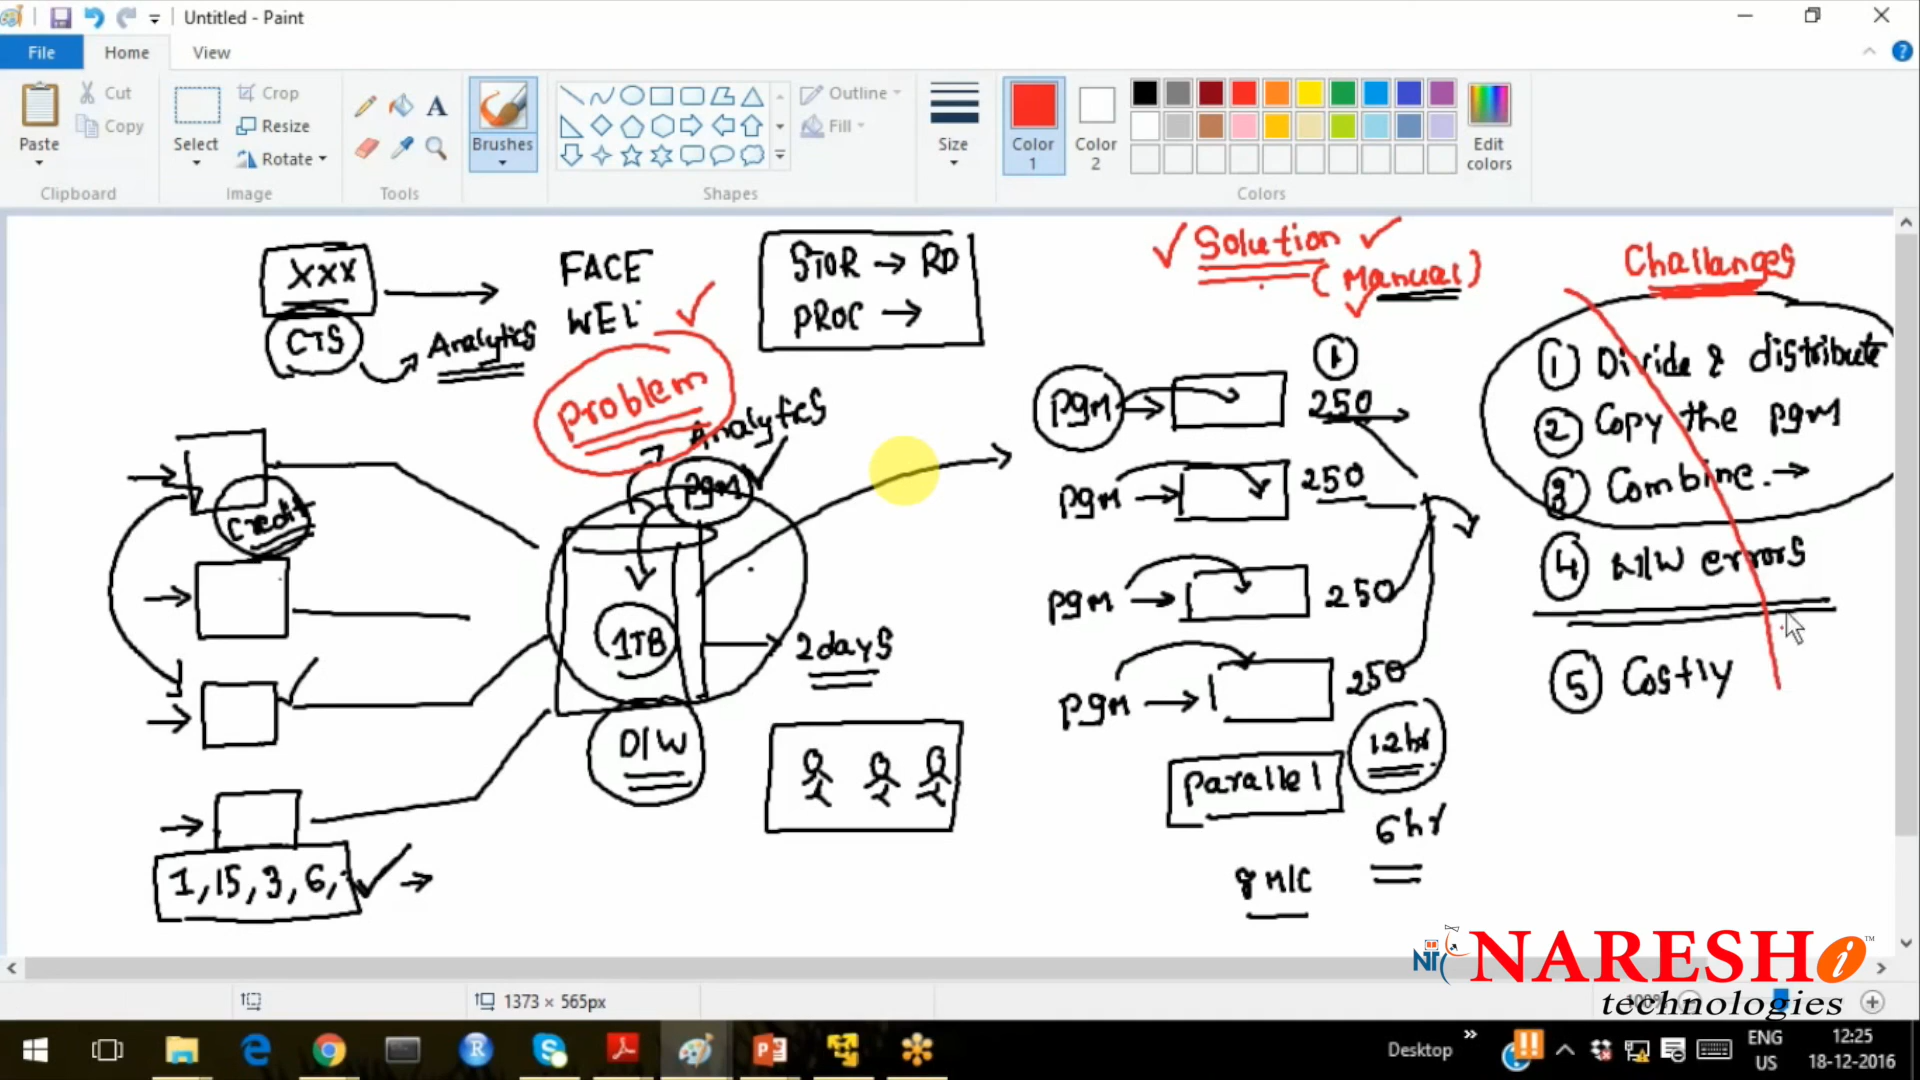 Untitled - Paint
File
Home
View
Paste
Cut
Copy
Clipboard
Select
Crop
Resize
Rotate
Image
Tools
Brushes
Outline
Fill
Shapes
Size
Color 1
Color 2
Edit colors
Colors
XXX
CTS
Analytics
FACE
WEL
STOR → RD
PROC →
Problem
Analytics
pgm
Credit
1TB
2days
D/W
1,15,3,6,
Solution
(Manual)
1
pgm
250
pgm
250
pgm
250
pgm
250
parallel
12hr
6hr
8 M/C
Challanges
1 Divide & distribute
2 Copy the pgm
3 Combine. →
4 N/W errors
5 Costly
1373 × 565px
NARESH i
TM
technologies
Desktop
ENG
US
12:25
18-12-2016